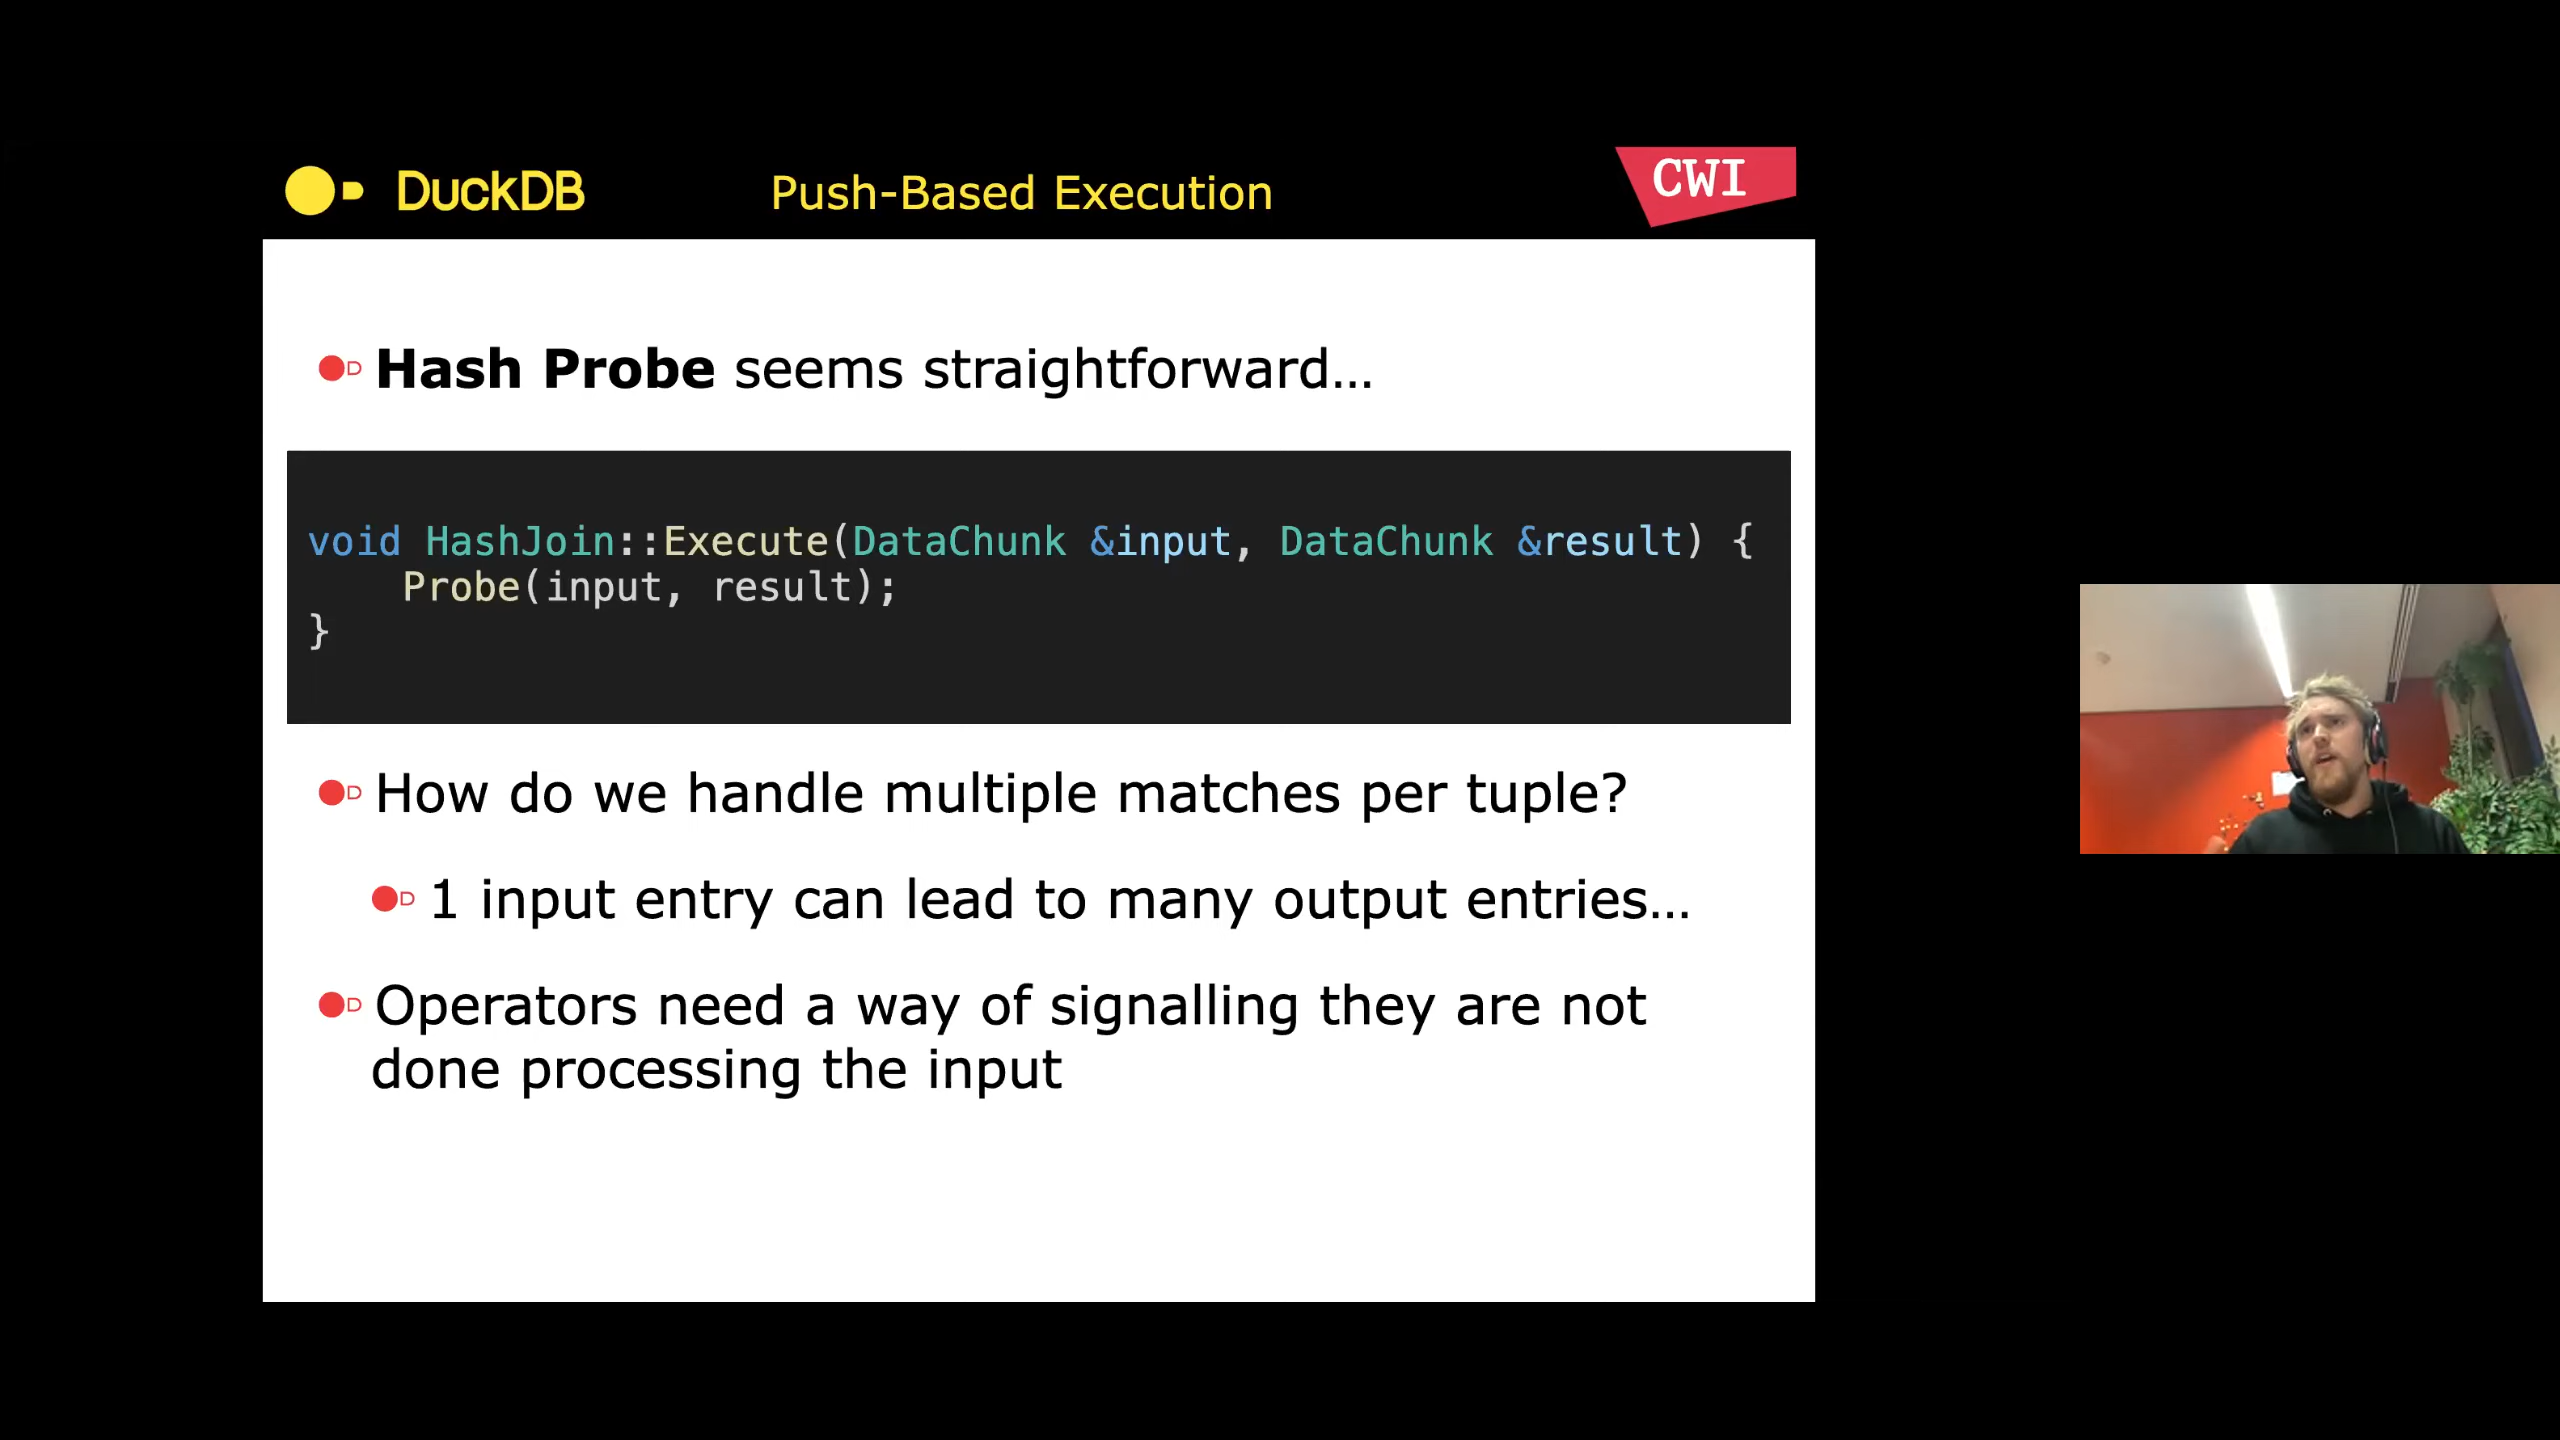 DuckDB
Push-Based Execution
CWI
Hash Probe seems straightforward…
void HashJoin::Execute(DataChunk &input, DataChunk &result) {
    Probe(input, result);
}
How do we handle multiple matches per tuple?
1 input entry can lead to many output entries…
Operators need a way of signalling they are not
done processing the input